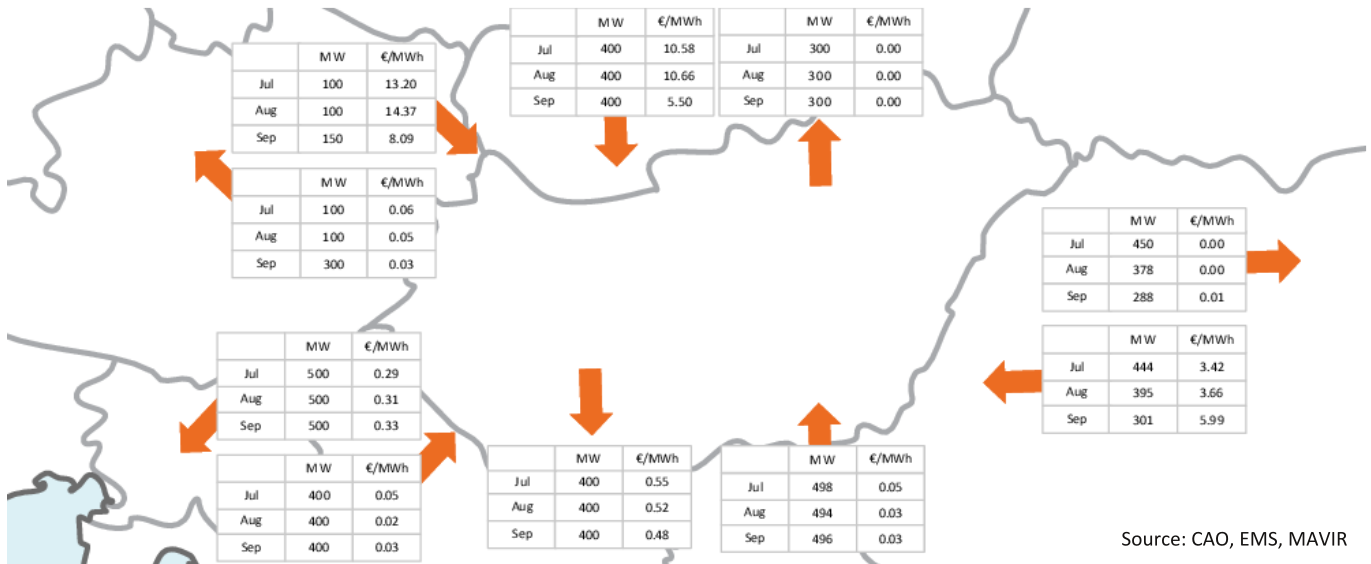 MW €/MWh
Jul 100 13.20
Aug 100 14.37
Sep 150 8.09
MW €/MWh
Jul 100 0.06
Aug 100 0.05
Sep 300 0.03
MW €/MWh
Jul 400 10.58
Aug 400 10.66
Sep 400 5.50
MW €/MWh
Jul 300 0.00
Aug 300 0.00
Sep 300 0.00
MW €/MWh
Jul 450 0.00
Aug 378 0.00
Sep 288 0.01
MW €/MWh
Jul 444 3.42
Aug 395 3.66
Sep 301 5.99
MW €/MWh
Jul 500 0.29
Aug 500 0.31
Sep 500 0.33
MW €/MWh
Jul 400 0.05
Aug 400 0.02
Sep 400 0.03
MW €/MWh
Jul 400 0.55
Aug 400 0.52
Sep 400 0.48
MW €/MWh
Jul 498 0.05
Aug 494 0.03
Sep 496 0.03
Source: CAO, EMS, MAVIR